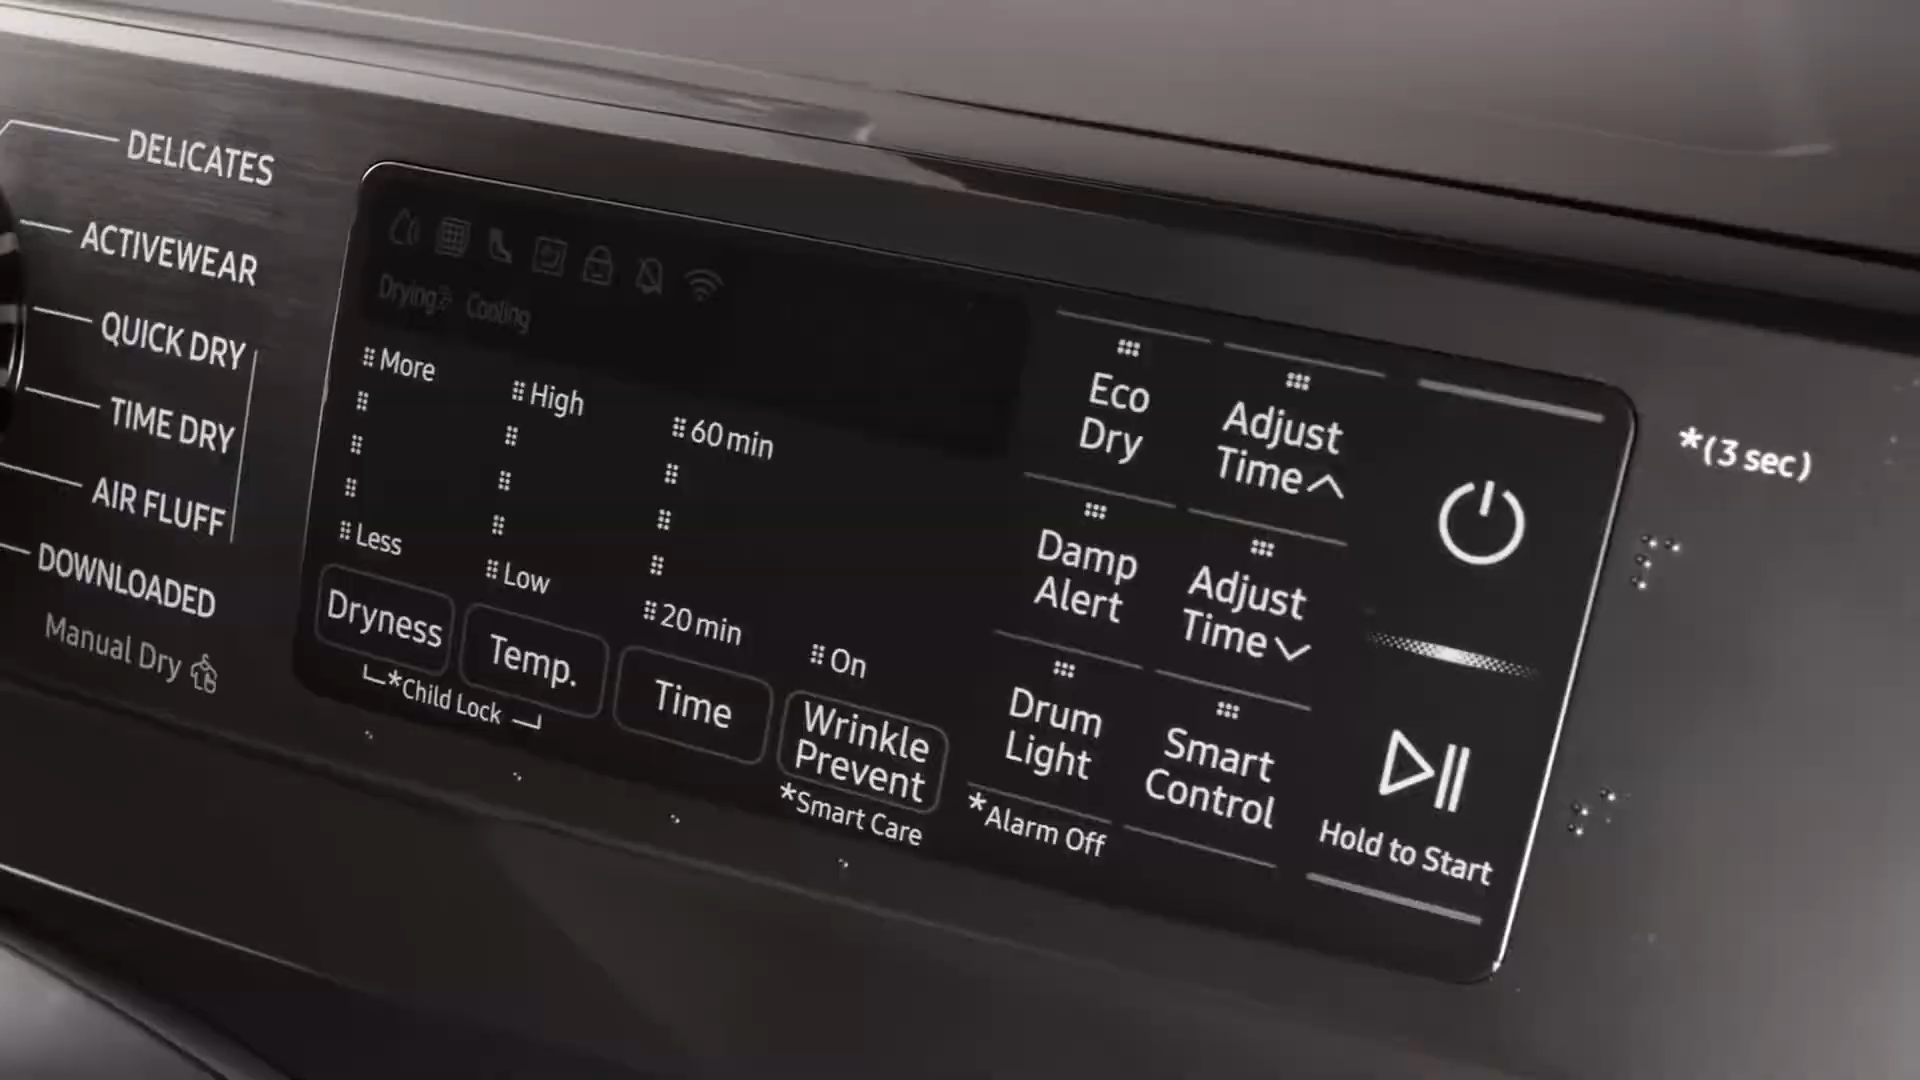 DELICATES
ACTIVEWEAR
QUICK DRY
TIME DRY
AIR FLUFF
DOWNLOADED
Manual Dry
Drying Cooling
More
Less
Dryness
High
Low
Temp.
*Child Lock
60 min
20 min
Time
On
Wrinkle
Prevent
*Smart Care
Eco
Dry
Damp
Alert
Drum
Light
*Alarm Off
Adjust
Time
Adjust
Time
Smart
Control
Hold to Start
*(3 sec)